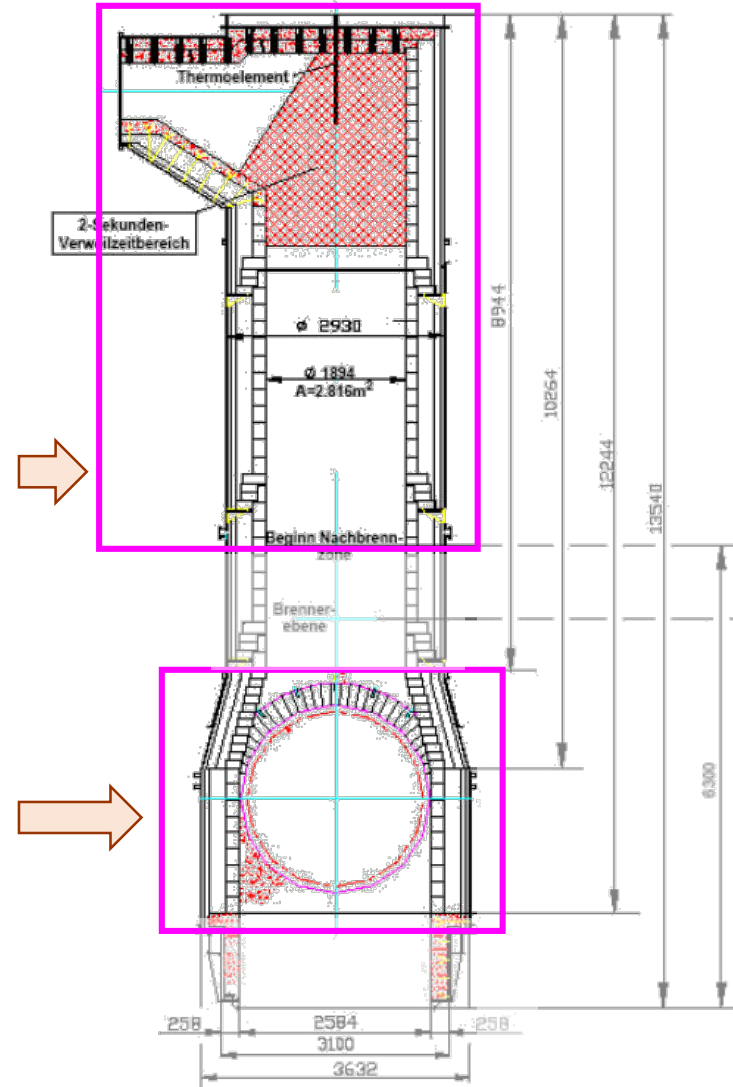 Thermoelement
2-Sekunden-
Verweilzeitbereich
ø 2930
ø 1894
A=2.816m²
8944
10264
12244
13540
Beginn Nachbrenn-
zone
Brenner-
ebene
6300
258
2584
258
3100
3632